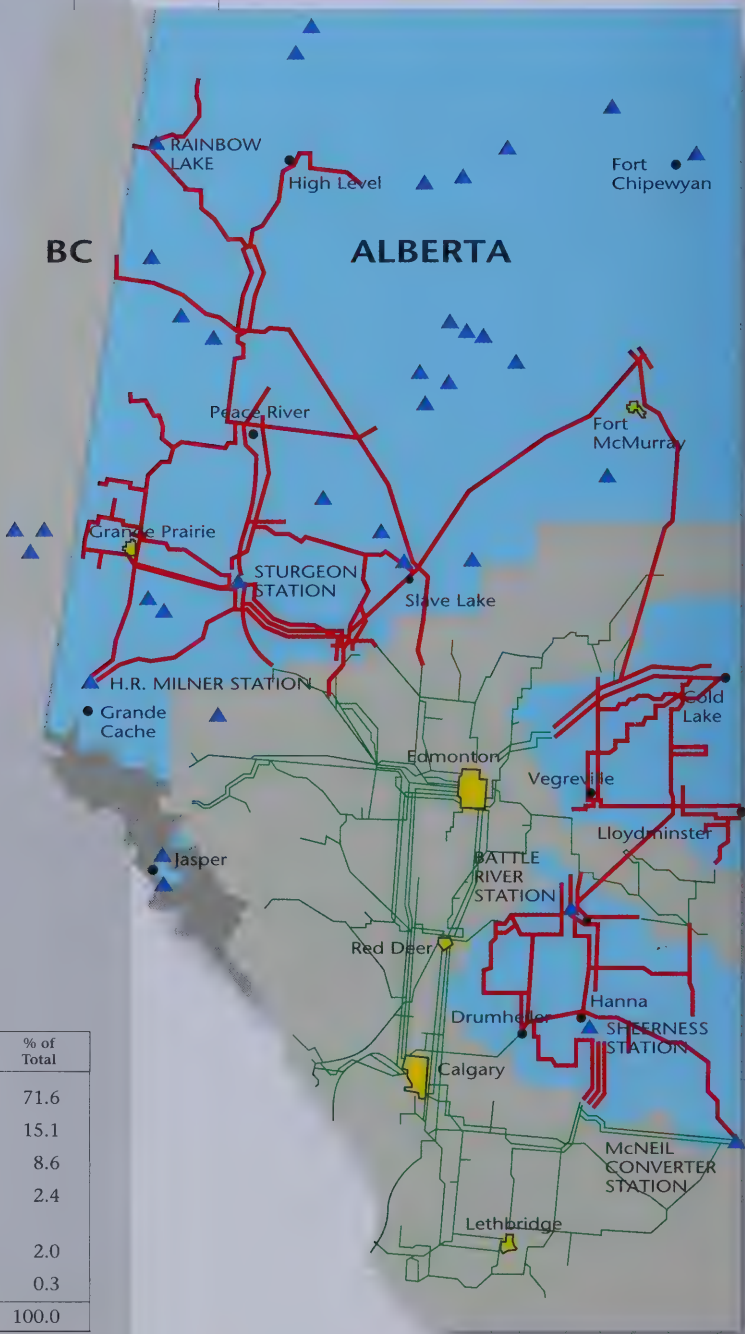 RAINBOW
LAKE
High Level
Fort
Chipewyan
BC
ALBERTA
Peace River
Fort
McMurray
Grande Prairie
STURGEON
STATION
Slave Lake
H.R. MILNER STATION
Grande
Cache
Cold
Lake
Edmonton
Vegreville
Lloydminster
Jasper
BATTLE
RIVER
STATION
Red Deer
Hanna
Drumheller
SHEERNESS
STATION
Calgary
McNEIL
CONVERTER
STATION
Lethbridge
% of
Total
71.6
15.1
8.6
2.4
2.0
0.3
100.0